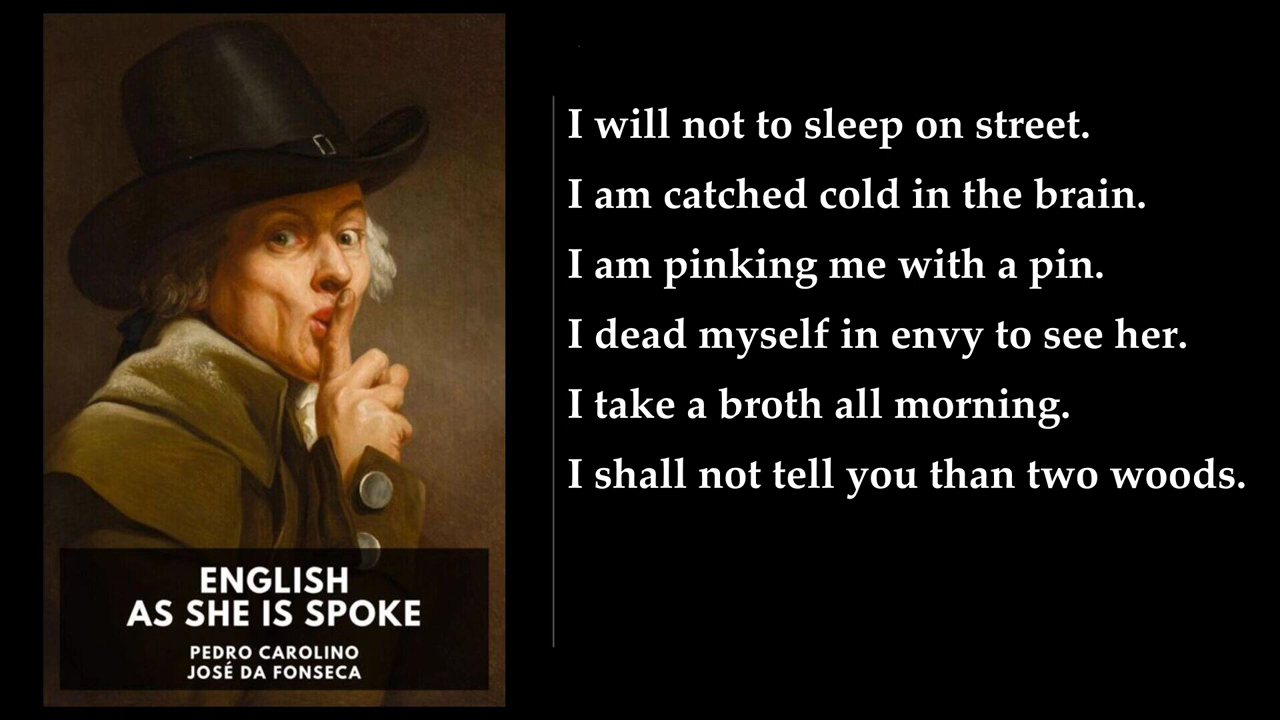 I will not to sleep on street.
I am catched cold in the brain.
I am pinking me with a pin.
I dead myself in envy to see her.
I take a broth all morning.
I shall not tell you than two woods.
ENGLISH
AS SHE IS SPOKE
PEDRO CAROLINO
JOSÉ DA FONSECA